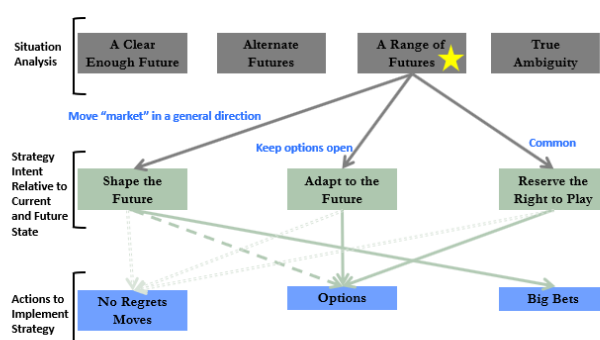 Situation
Analysis
A Clear
Enough Future
Alternate
Futures
A Range of
Futures
True
Ambiguity
Move “market” in a general direction
Keep options open
Common
Strategy
Intent
Relative to
Current
and Future
State
Shape the
Future
Adapt to the
Future
Reserve the
Right to Play
Actions to
Implement
Strategy
No Regrets
Moves
Options
Big Bets